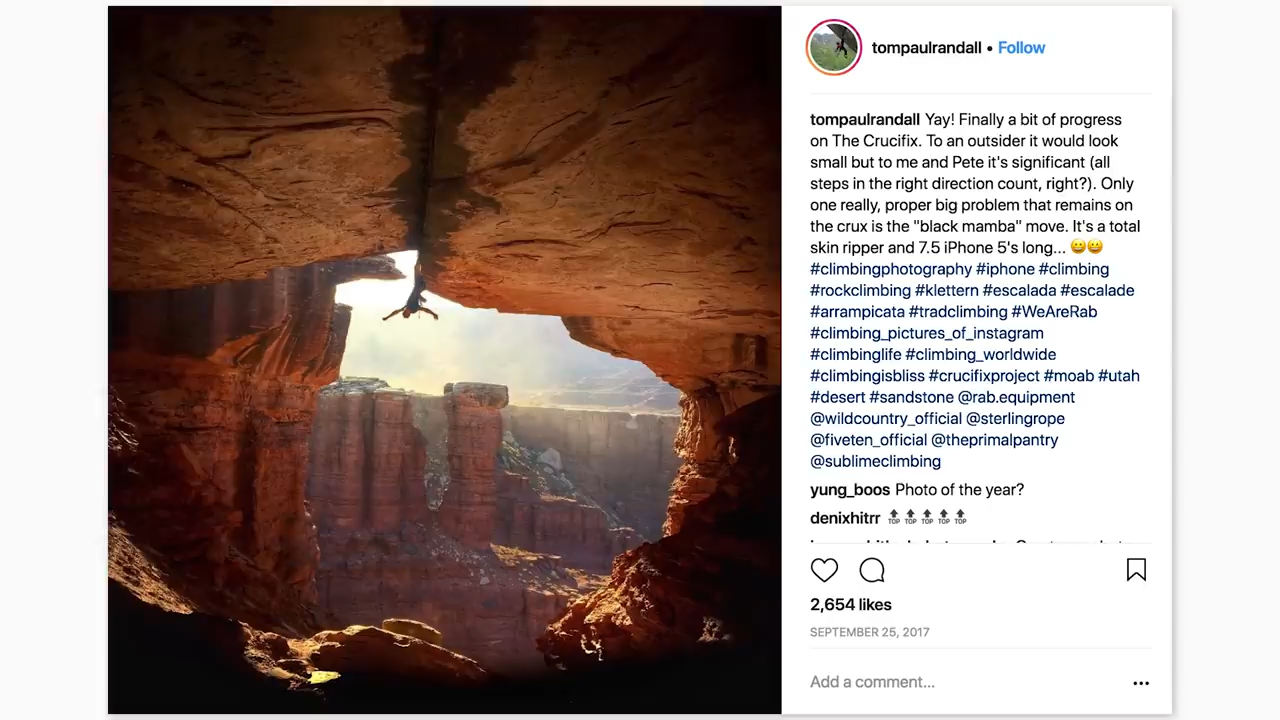 tompaulrandall • Follow
tompaulrandall Yay! Finally a bit of progress
on The Crucifix. To an outsider it would look
small but to me and Pete it's significant (all
steps in the right direction count, right?). Only
one really, proper big problem that remains on
the crux is the "black mamba" move. It's a total
skin ripper and 7.5 iPhone 5's long... 😀😀
#climbingphotography #iphone #climbing
#rockclimbing #klettern #escalada #escalade
#arrampicata #tradclimbing #WeAreRab
#climbing_pictures_of_instagram
#climbinglife #climbing_worldwide
#climbingisbliss #crucifixproject #moab #utah
#desert #sandstone @rab.equipment
@wildcountry_official @sterlingrope
@fiveten_official @theprimalpantry
@sublimeclimbing
yung_boos Photo of the year?
denixhitrr 🔝🔝🔝🔝🔝
2,654 likes
SEPTEMBER 25, 2017
Add a comment...